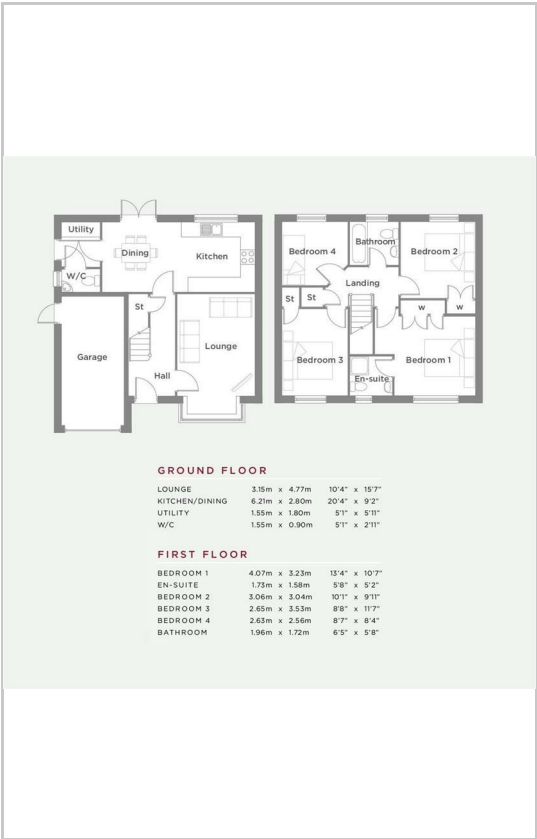 Utility
Bathroom
Dining
Bedroom 4
Bedroom 2
Kitchen
W/C
Landing
St
St
St
W
W
Lounge
Garage
Bedroom 3
Bedroom 1
Hall
En-suite
GROUND FLOOR
LOUNGE 3.15m x 4.77m 10'4" x 15'7"
KITCHEN/DINING 6.21m x 2.80m 20'4" x 9'2"
UTILITY 1.55m x 1.80m 5'1" x 5'11"
W/C 1.55m x 0.90m 5'1" x 2'11"
FIRST FLOOR
BEDROOM 1 4.07m x 3.23m 13'4" x 10'7"
EN-SUITE 1.73m x 1.58m 5'8" x 5'2"
BEDROOM 2 3.06m x 3.04m 10'1" x 9'11"
BEDROOM 3 2.65m x 3.53m 8'8" x 11'7"
BEDROOM 4 2.63m x 2.56m 8'7" x 8'4"
BATHROOM 1.96m x 1.72m 6'5" x 5'8"